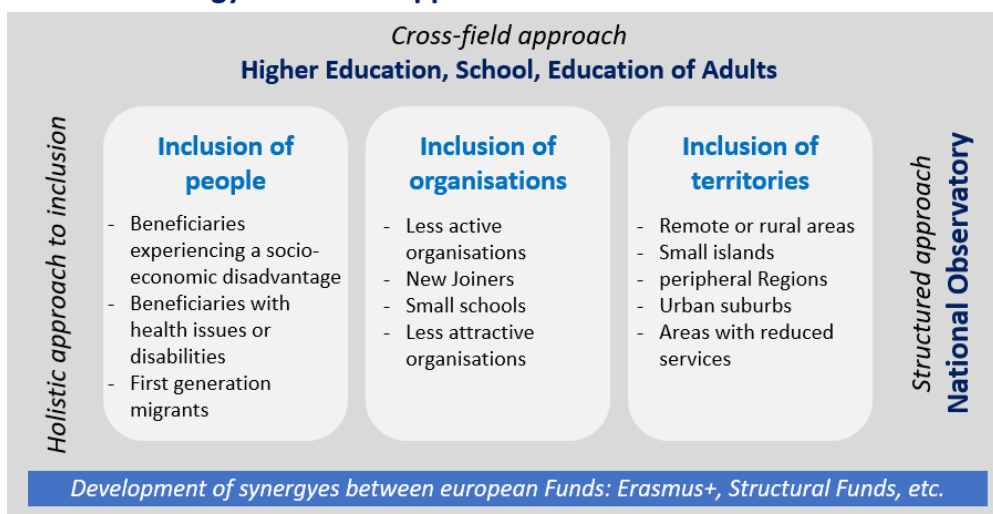 Cross-field approach
Higher Education, School, Education of Adults
Holistic approach to inclusion
Inclusion of
people
- Beneficiaries
experiencing a socio-
economic disadvantage
- Beneficiaries with
health issues or
disabilities
- First generation
migrants
Inclusion of
organisations
- Less active
organisations
- New Joiners
- Small schools
- Less attractive
organisations
Inclusion of
territories
- Remote or rural areas
- Small islands
- peripheral Regions
- Urban suburbs
- Areas with reduced
services
Structured approach
National Observatory
Development of synergyes between european Funds: Erasmus+, Structural Funds, etc.